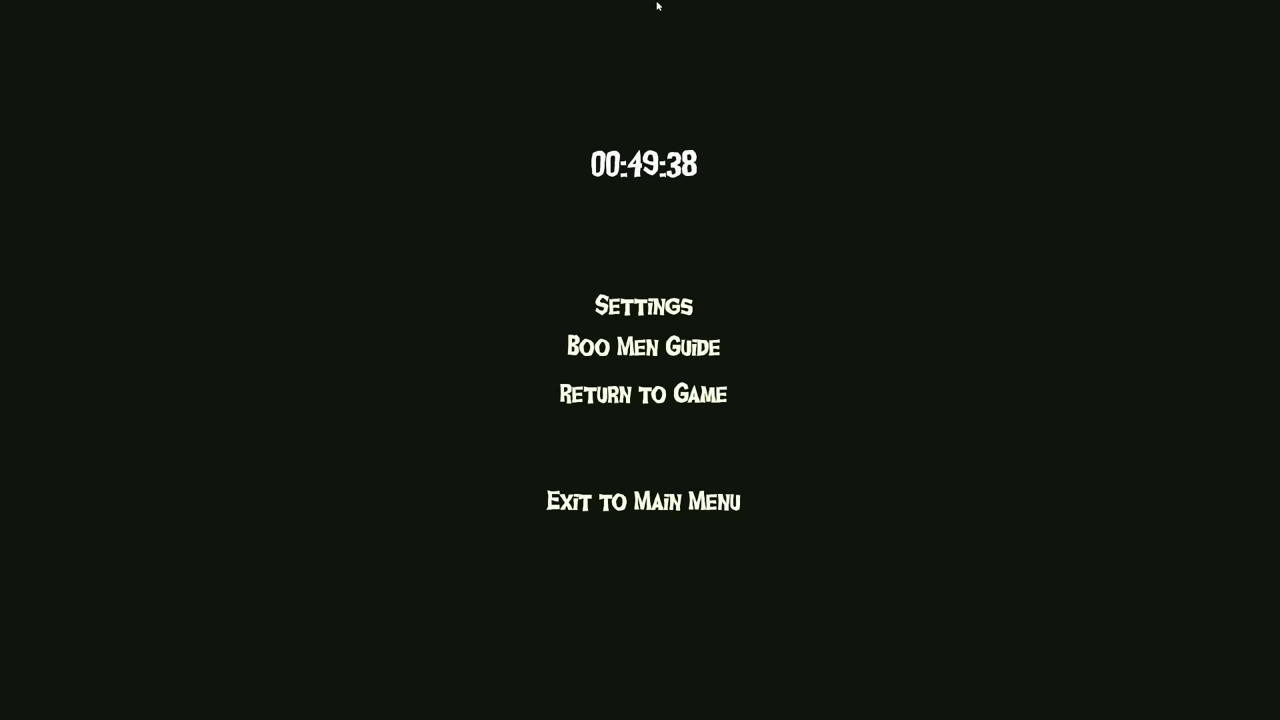 00:49:38
Settings
Boo Men Guide
Return to Game
Exit to Main Menu